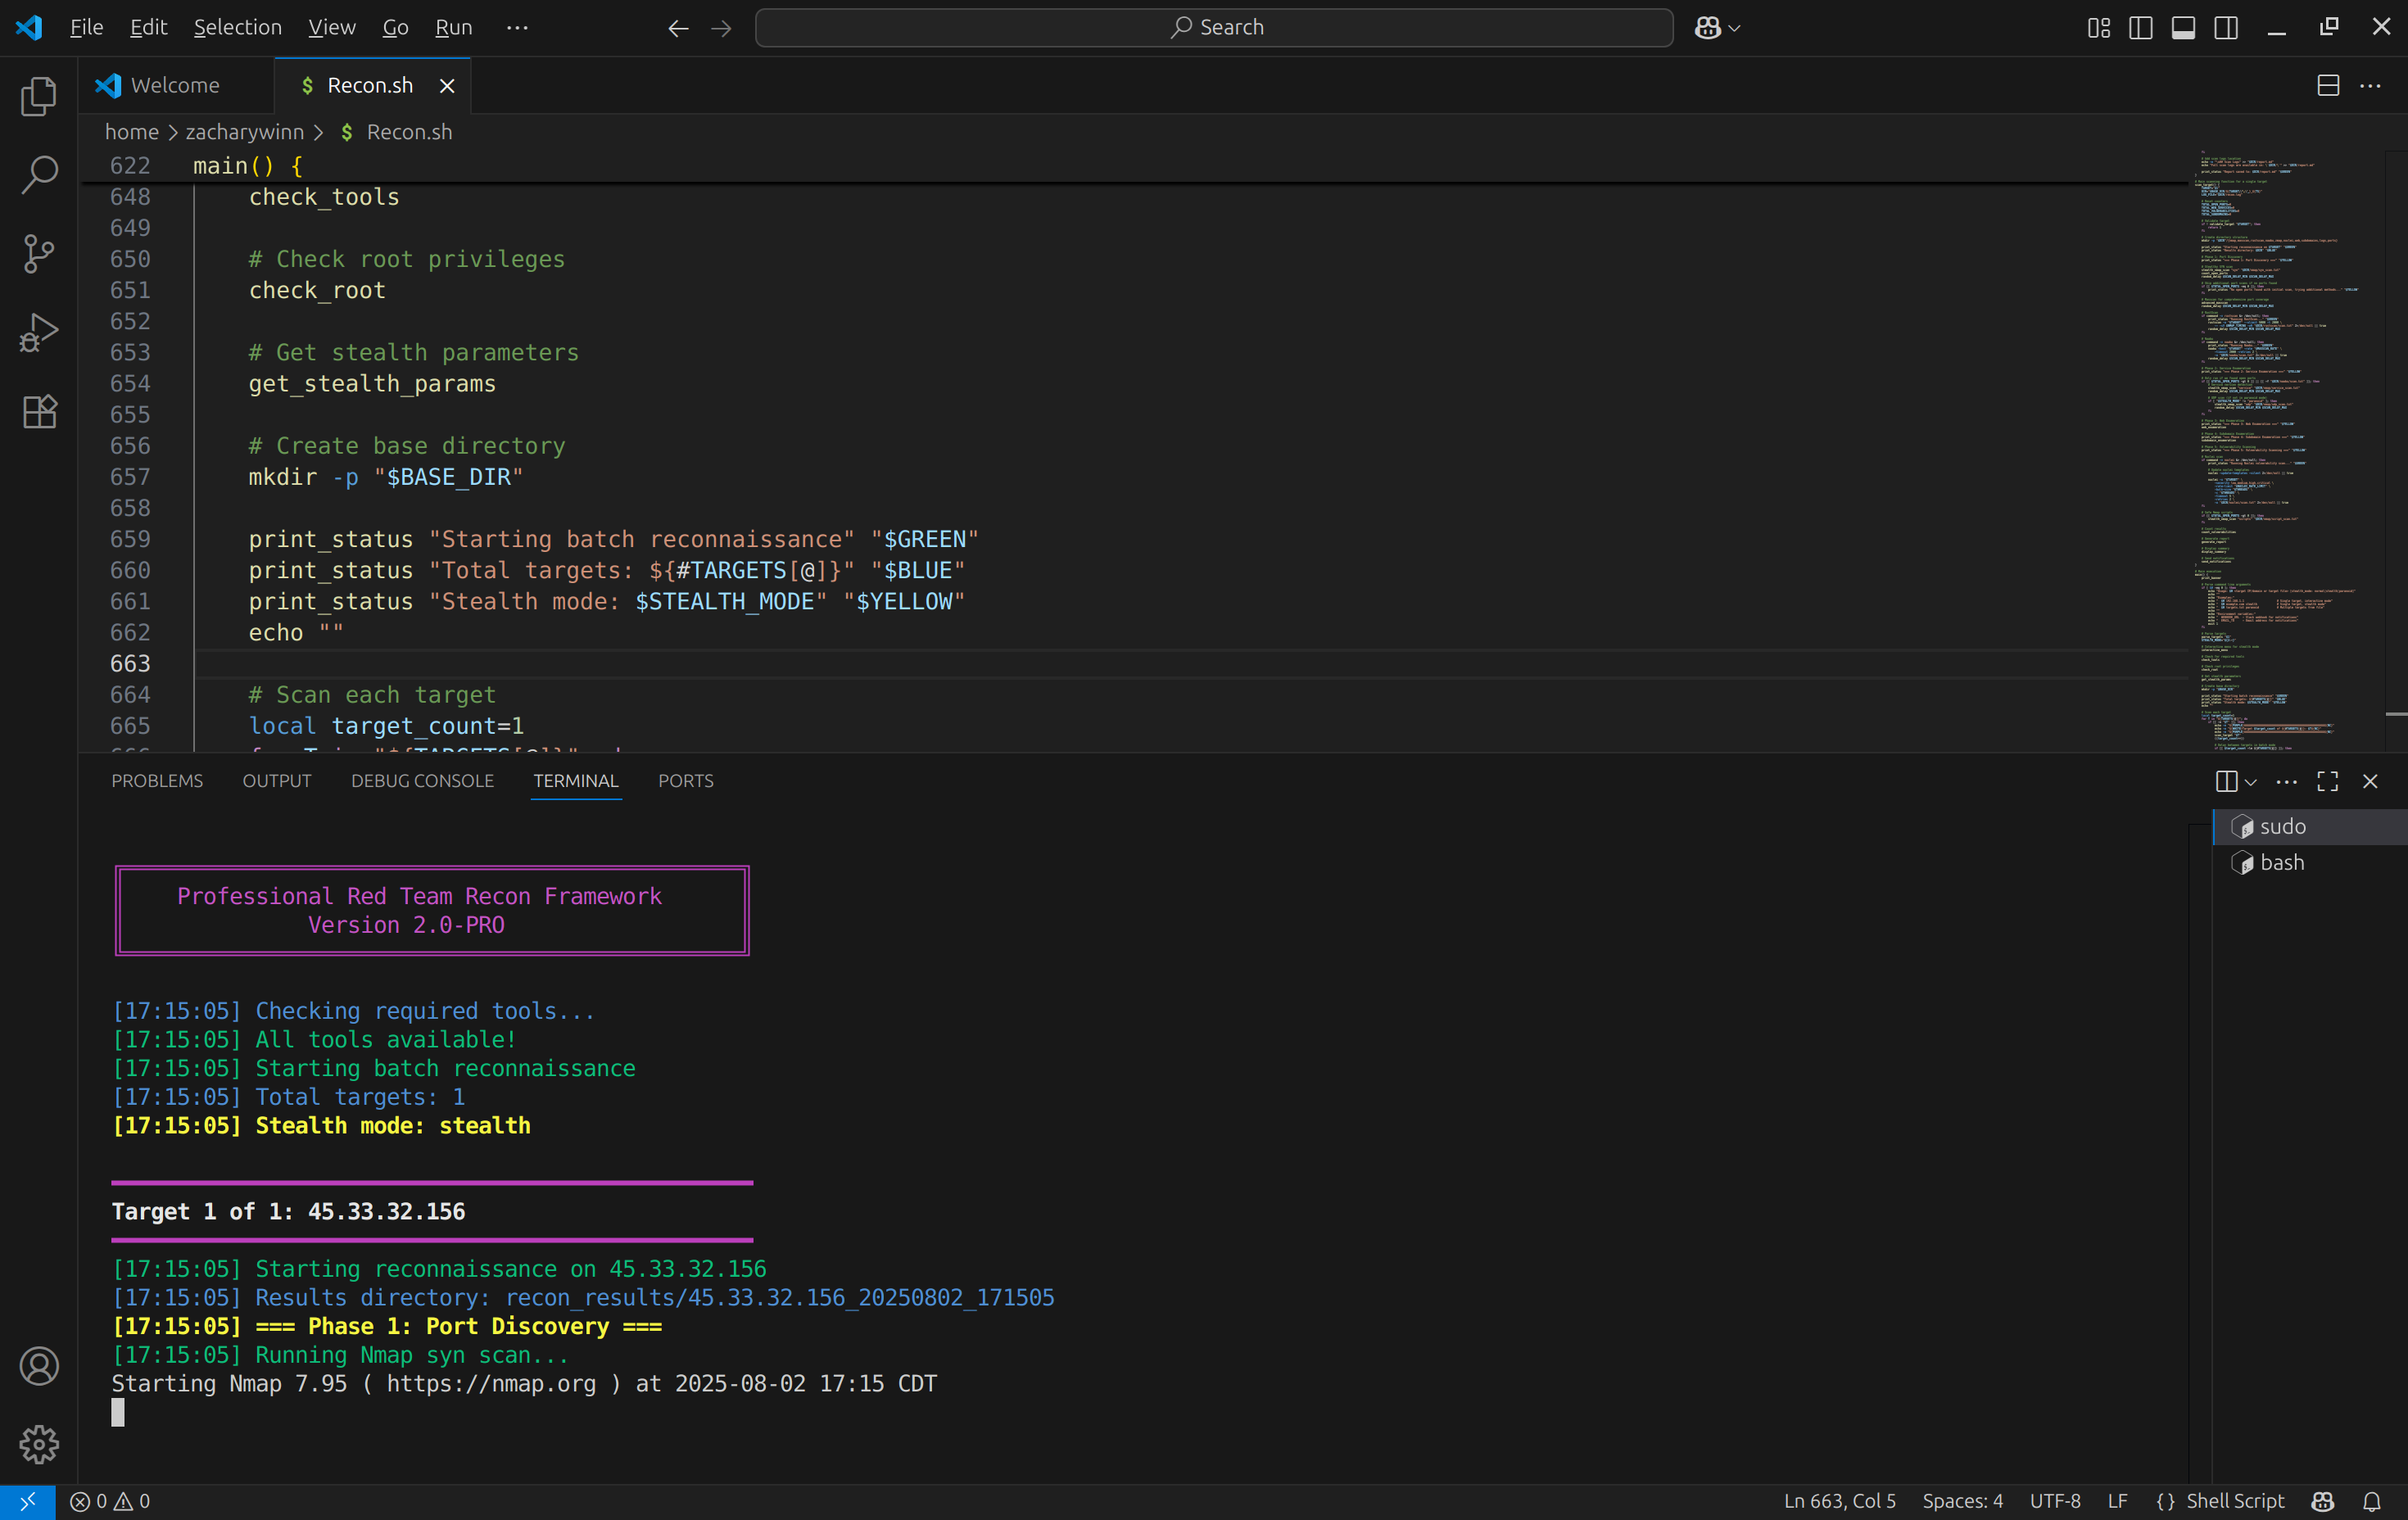 File Edit Selection View Go Run ... Search
Welcome $ Recon.sh
home > zacharywinn > $ Recon.sh
622 main() {
648 check_tools
649
650 # Check root privileges
651 check_root
652
653 # Get stealth parameters
654 get_stealth_params
655
656 # Create base directory
657 mkdir -p "$BASE_DIR"
658
659 print_status "Starting batch reconnaissance" "$GREEN"
660 print_status "Total targets: ${#TARGETS[@]}" "$BLUE"
661 print_status "Stealth mode: $STEALTH_MODE" "$YELLOW"
662 echo ""
663
664 # Scan each target
665 local target_count=1
PROBLEMS OUTPUT DEBUG CONSOLE TERMINAL PORTS
sudo
bash
Professional Red Team Recon Framework
Version 2.0-PRO
[17:15:05] Checking required tools...
[17:15:05] All tools available!
[17:15:05] Starting batch reconnaissance
[17:15:05] Total targets: 1
[17:15:05] Stealth mode: stealth
Target 1 of 1: 45.33.32.156
[17:15:05] Starting reconnaissance on 45.33.32.156
[17:15:05] Results directory: recon_results/45.33.32.156_20250802_171505
[17:15:05] === Phase 1: Port Discovery ===
[17:15:05] Running Nmap syn scan...
Starting Nmap 7.95 ( https://nmap.org ) at 2025-08-02 17:15 CDT
0 0 Ln 663, Col 5 Spaces: 4 UTF-8 LF {} Shell Script